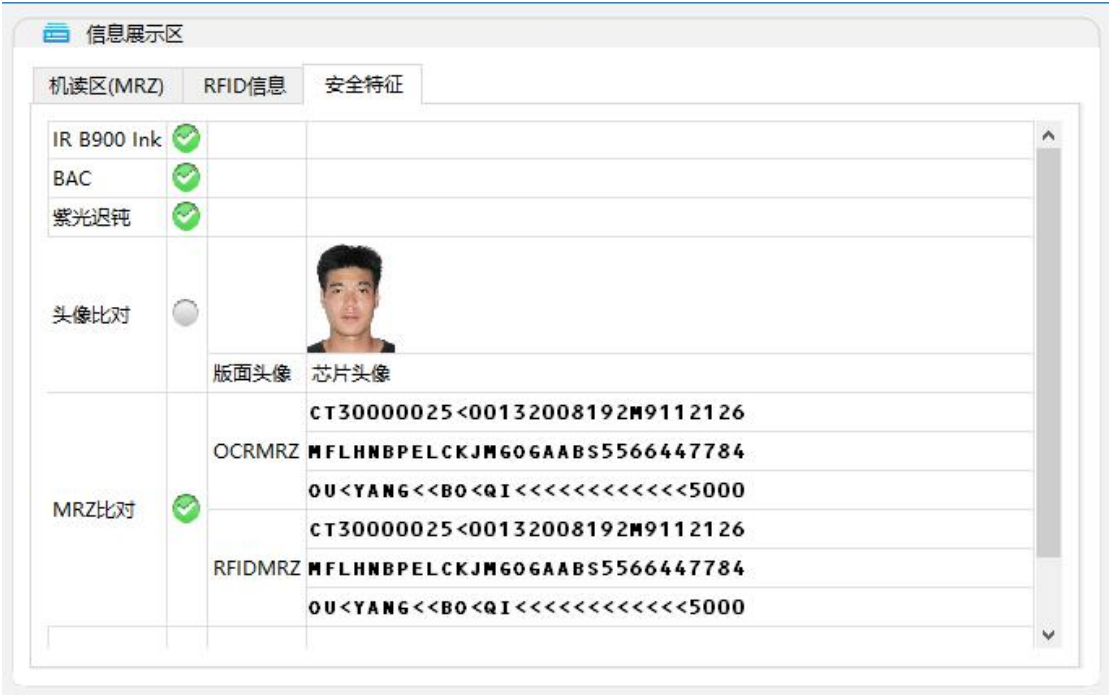 信息展示区
机读区(MRZ) RFID信息 安全特征
IR B900 Ink
BAC
紫光迟钝
头像比对
版面头像 芯片头像
MRZ比对
OCRMRZ
CT30000025<00132008192M9112126
MFLHNBPELCKJMGOGAABS5566447784
OU<YANG<<BO<QI<<<<<<<<<<<<5000
RFIDMRZ
CT30000025<00132008192M9112126
MFLHNBPELCKJMGOGAABS5566447784
OU<YANG<<BO<QI<<<<<<<<<<<<5000